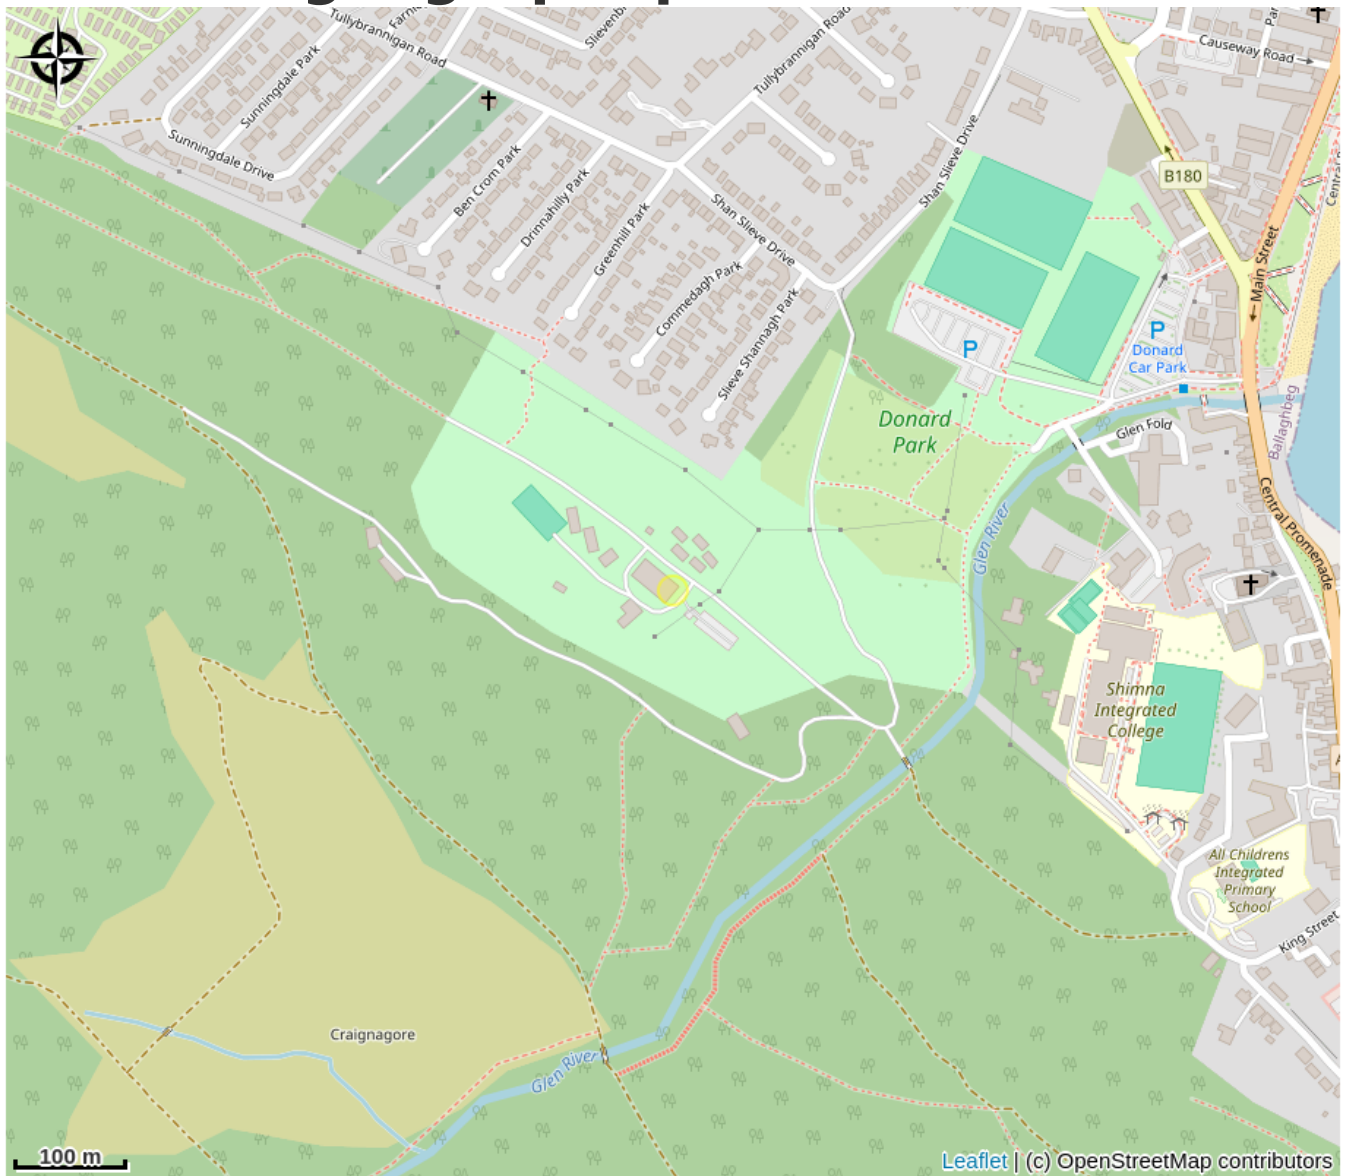 Tullybrannigan Road
Sunningdale Park
Slievenb
Tullybrannigan Road
Causeway Road
Sunningdale Drive
Ben Crom Park
Drinnahilly Park
Greenhill Park
Shan Slieve Drive
Shan Slieve Drive
B180
Main Street
Commedagh Park
Slieve Shannagh Park
P
P
Donard
Car Park
Donard
Park
Glen Fold
Ballaghbeg
Glen River
Central Promenade
Shimna
Integrated
College
All Childrens
Integrated
Primary
School
King Street
Craignagore
Glen River
100 m
Leaflet | (c) OpenStreetMap contributors